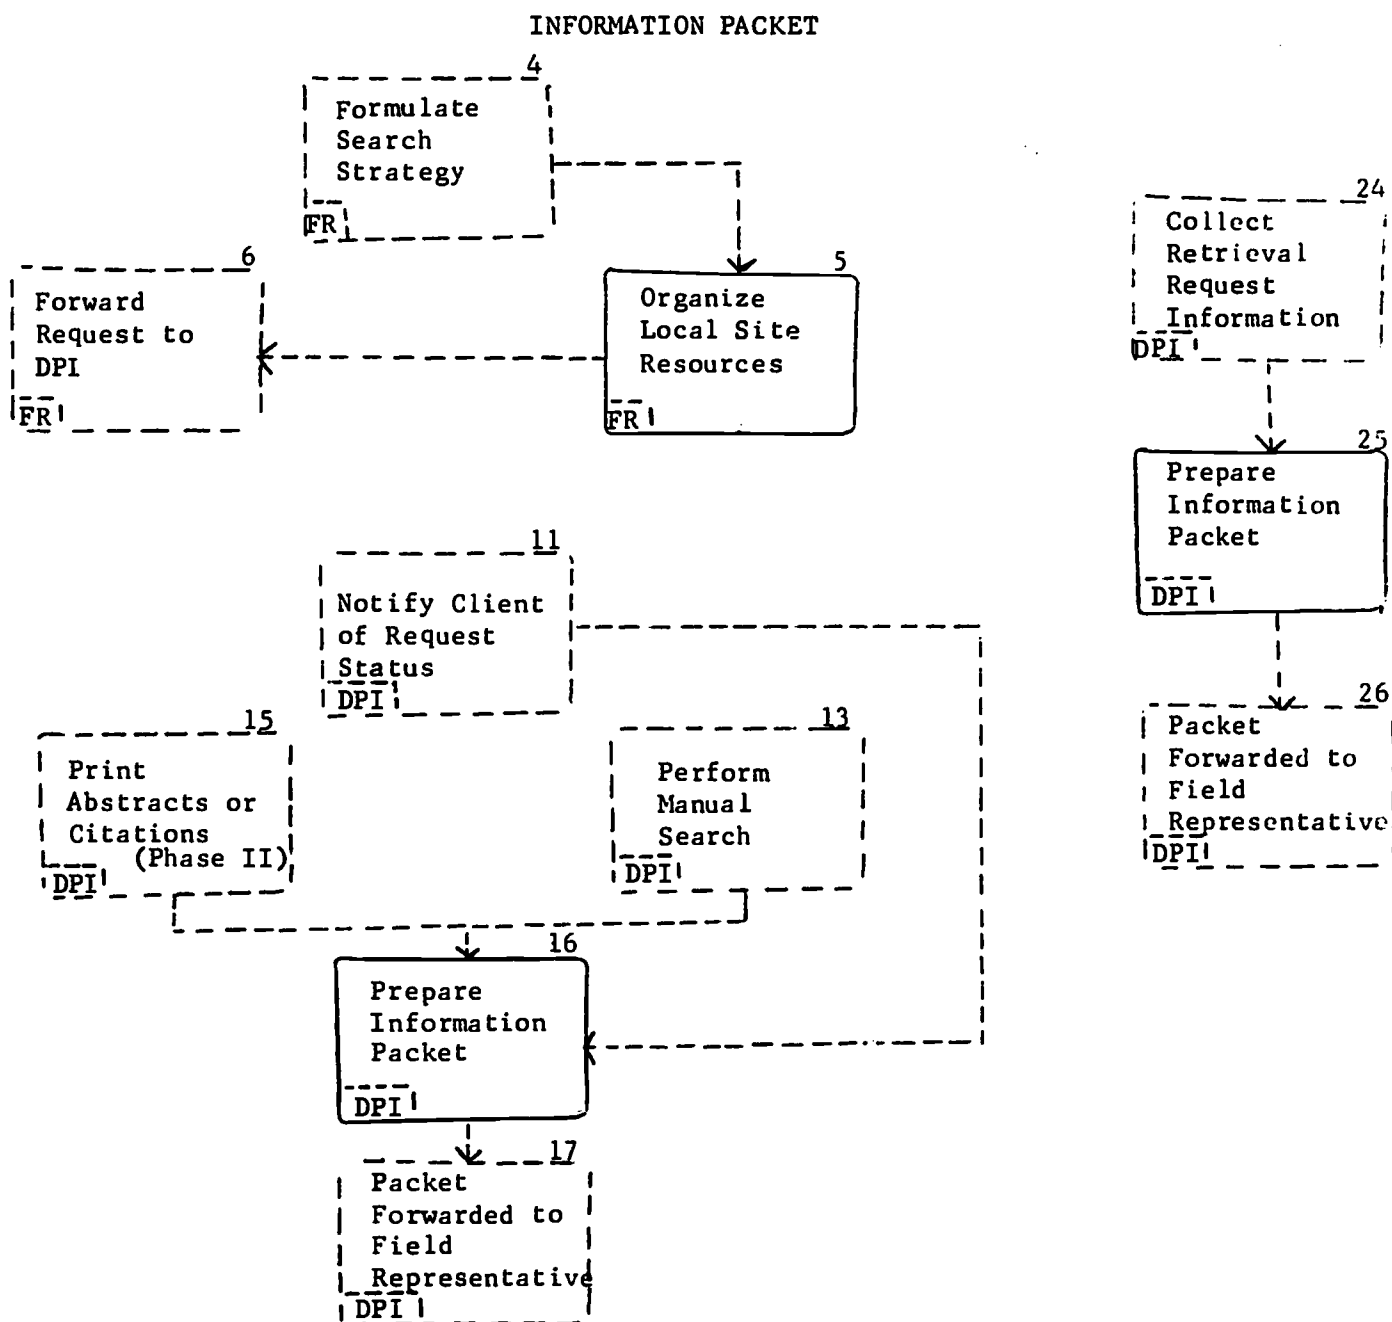 INFORMATION PACKET
4
Formulate
Search
Strategy
FR
5
Organize
Local Site
Resources
FR
6
Forward
Request to
DPI
FR
24
Collect
Retrieval
Request
Information
DPI
25
Prepare
Information
Packet
DPI
26
Packet
Forwarded to
Field
Representative
DPI
11
Notify Client
of Request
Status
DPI
15
Print
Abstracts or
Citations
(Phase II)
DPI
13
Perform
Manual
Search
DPI
16
Prepare
Information
Packet
DPI
17
Packet
Forwarded to
Field
Representative
DPI